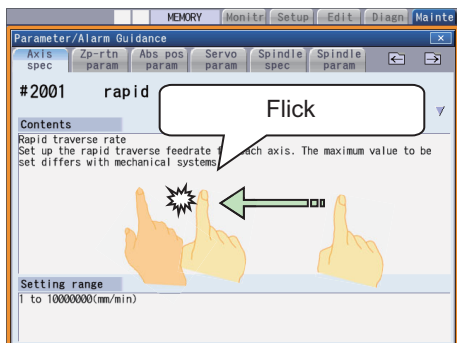 MEMORY Monitr Setup Edit Diagn Mainte
Parameter/Alarm Guidance
Axis spec Zp-rtn param Abs pos param Servo param Spindle spec Spindle param
#2001 rapid
Flick
Contents
Rapid traverse rate
Set up the rapid traverse feedrate f ach axis. The maximum value to be
set differs with mechanical systems
Setting range
1 to 10000000(mm/min)